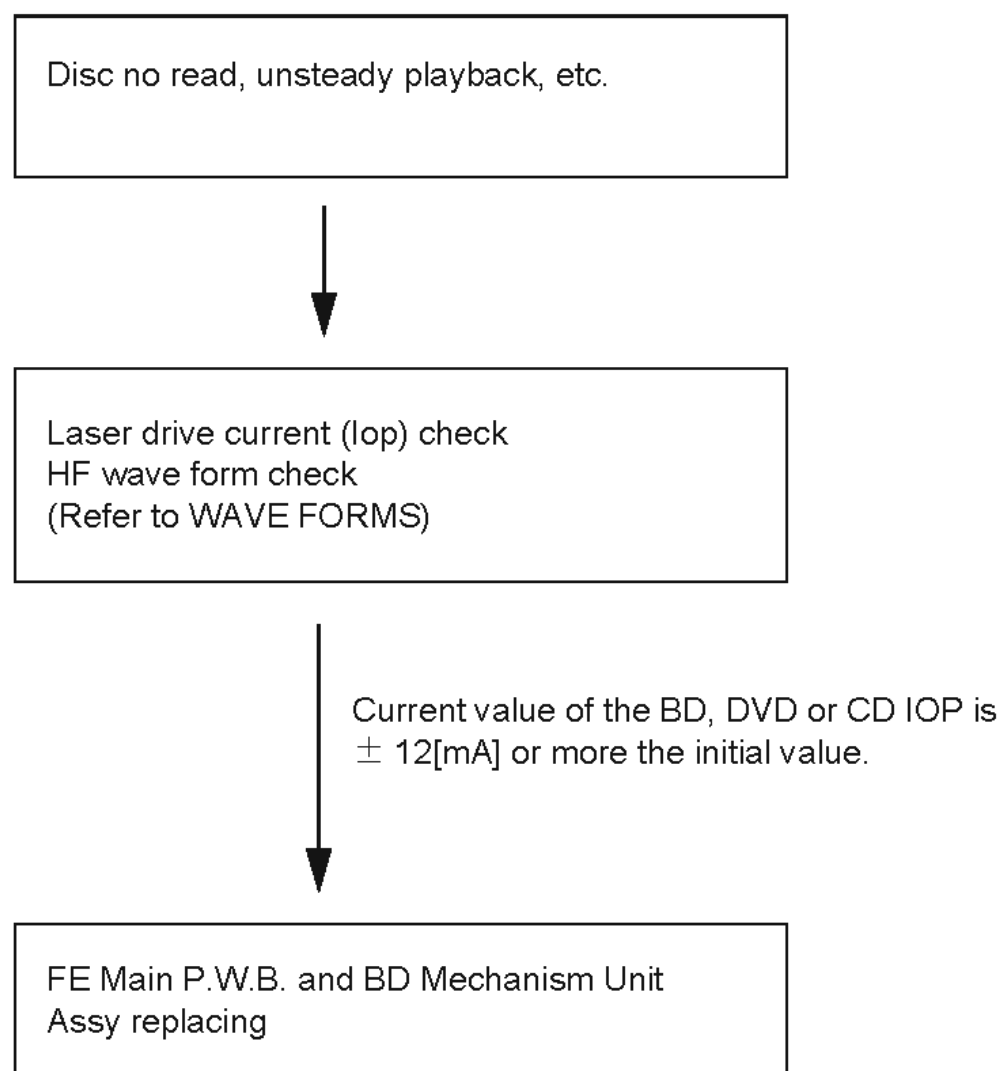 Disc no read, unsteady playback, etc.
Laser drive current (Iop) check
HF wave form check
(Refer to WAVE FORMS)
Current value of the BD, DVD or CD IOP is
± 12[mA] or more the initial value.
FE Main P.W.B. and BD Mechanism Unit
Assy replacing